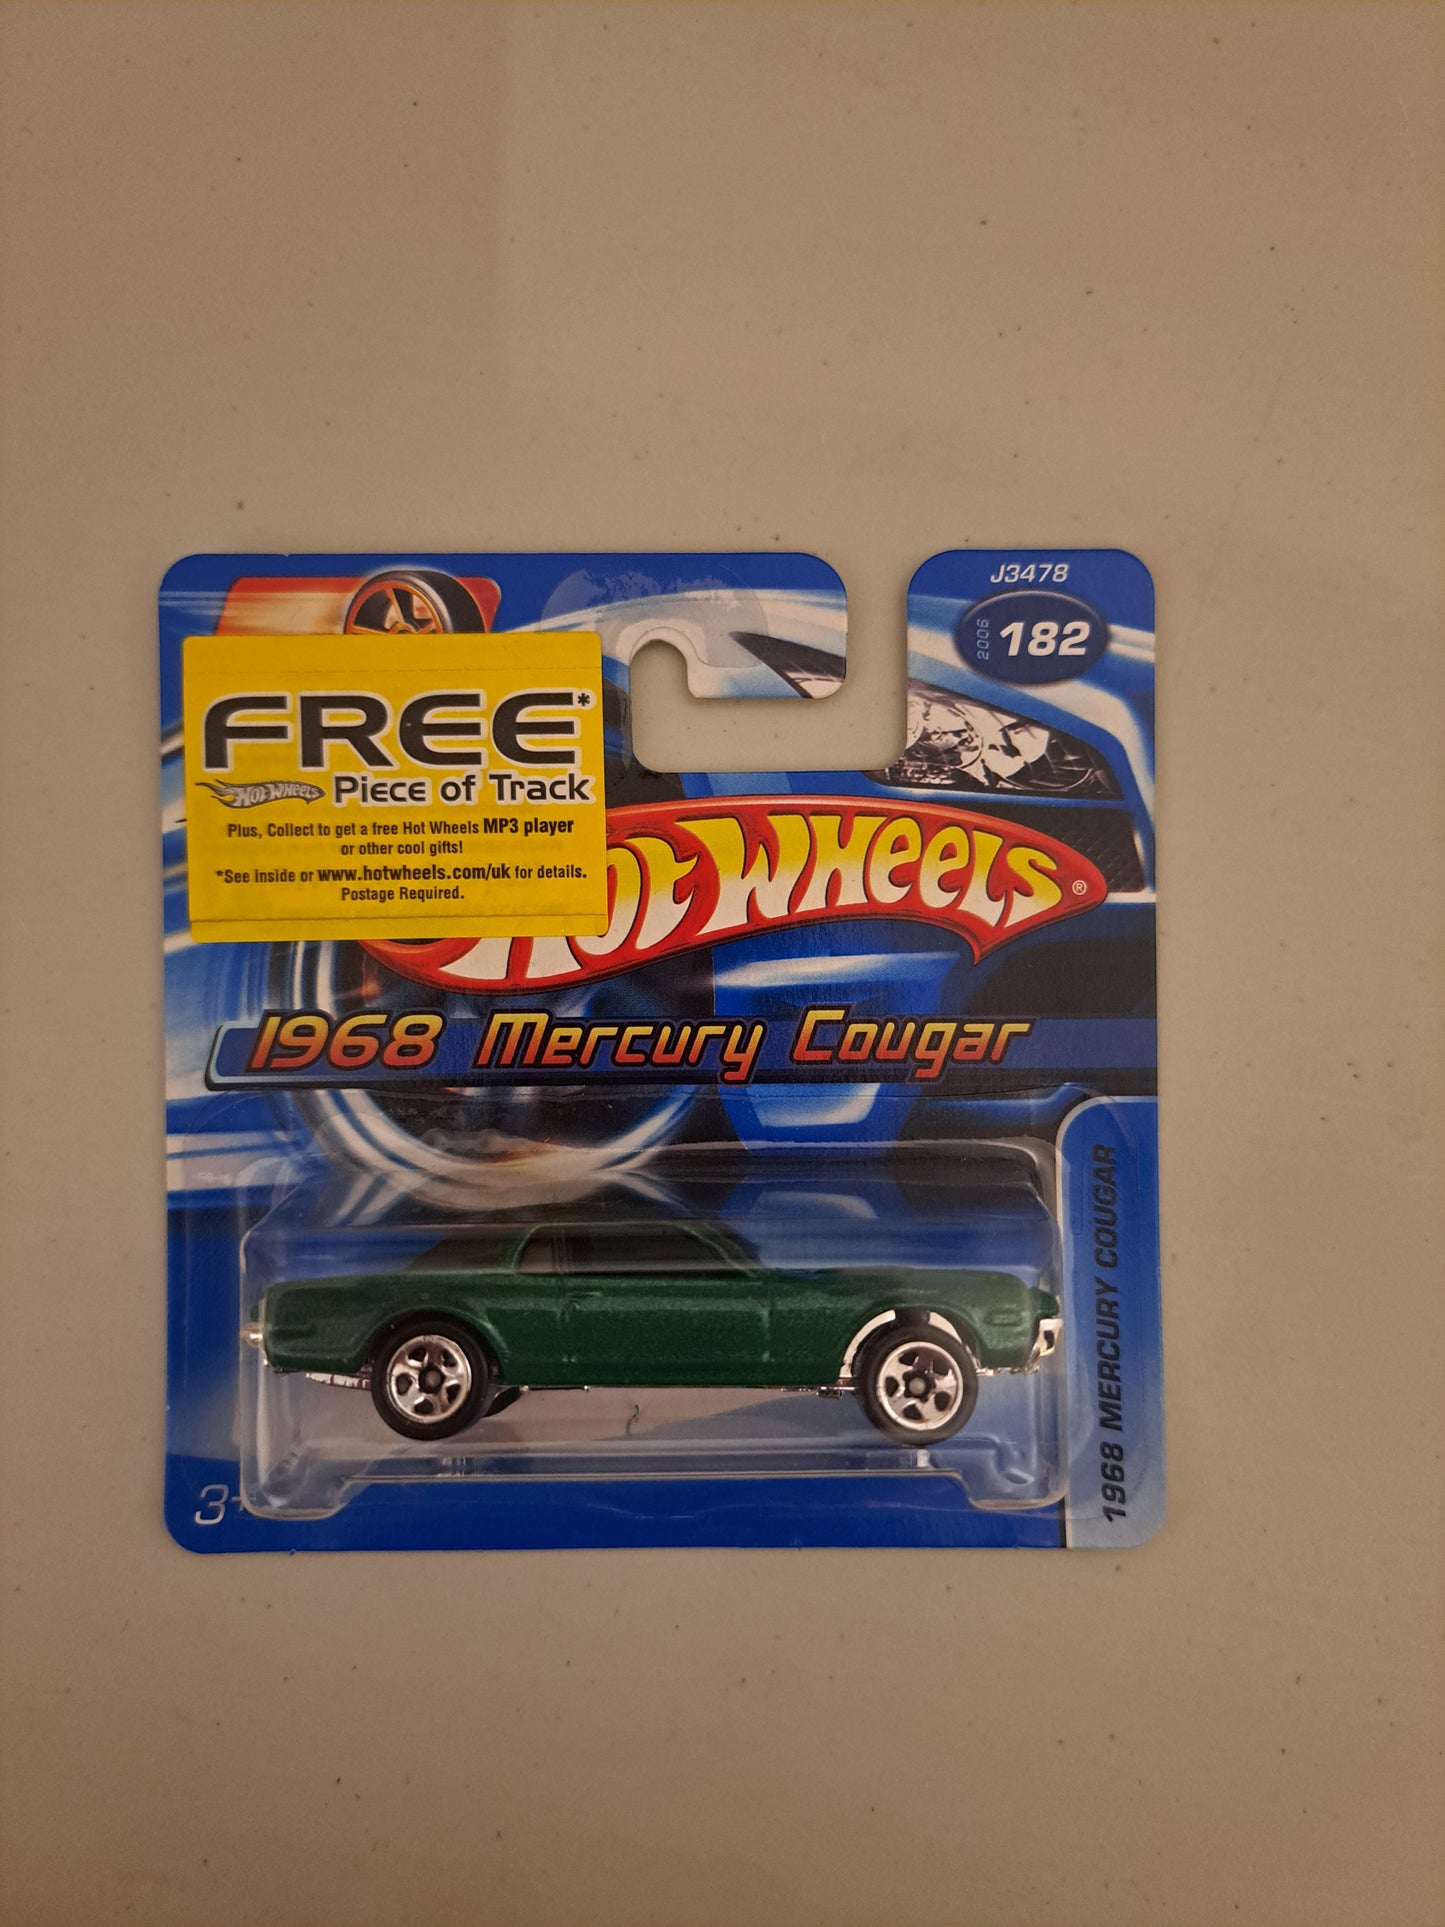 J3478
2006
182
FREE*
HOT WHEELS Piece of Track
Plus, Collect to get a free Hot Wheels MP3 player
or other cool gifts!
*See inside or www.hotwheels.com/uk for details.
Postage Required.
HOT WHEELS ®
1968 Mercury Cougar
1968 MERCURY COUGAR
3+